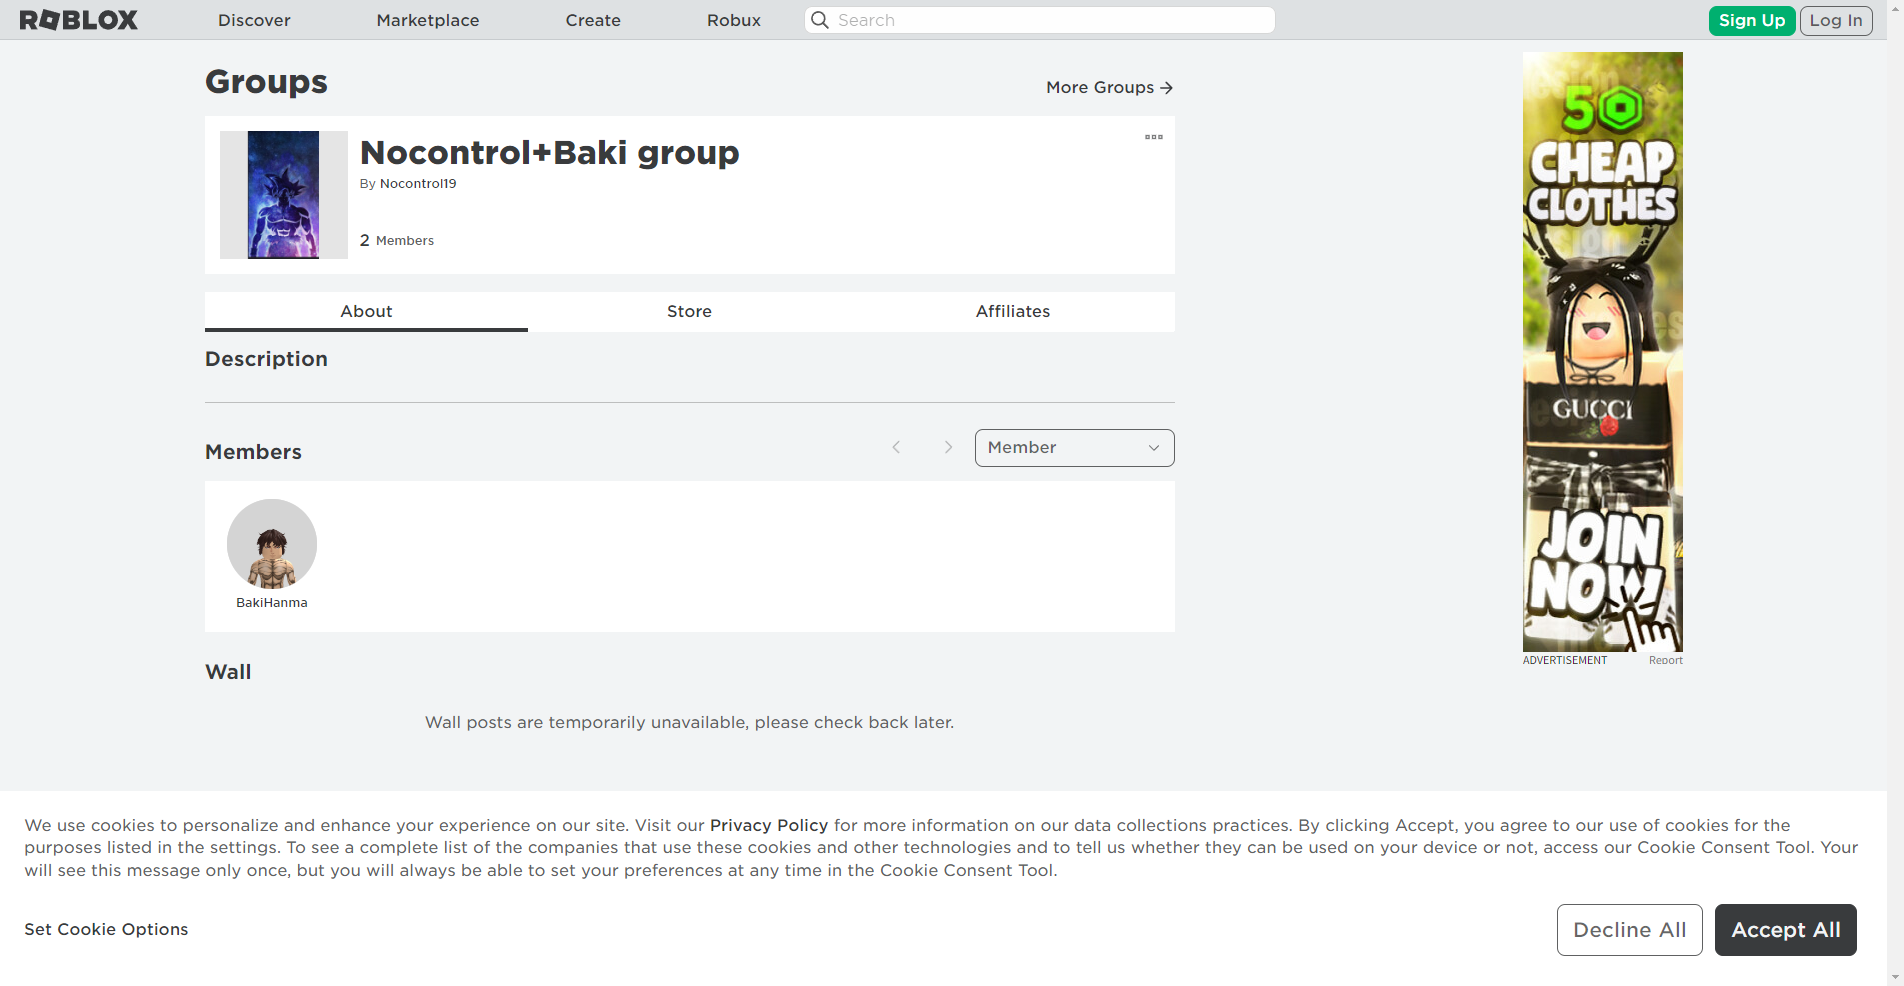 ROBLOX
Discover
Marketplace
Create
Robux
Search
Sign Up
Log In
Groups
More Groups
Nocontrol+Baki group
By Nocontrol19
2 Members
About
Store
Affiliates
Description
Members
Member
BakiHanma
Wall
Wall posts are temporarily unavailable, please check back later.
50
CHEAP
CLOTHES
GUCCI
JOIN
NOW
ADVERTISEMENT
Report
We use cookies to personalize and enhance your experience on our site. Visit our Privacy Policy for more information on our data collections practices. By clicking Accept, you agree to our use of cookies for the
purposes listed in the settings. To see a complete list of the companies that use these cookies and other technologies and to tell us whether they can be used on your device or not, access our Cookie Consent Tool. Your
will see this message only once, but you will always be able to set your preferences at any time in the Cookie Consent Tool.
Set Cookie Options
Decline All
Accept All